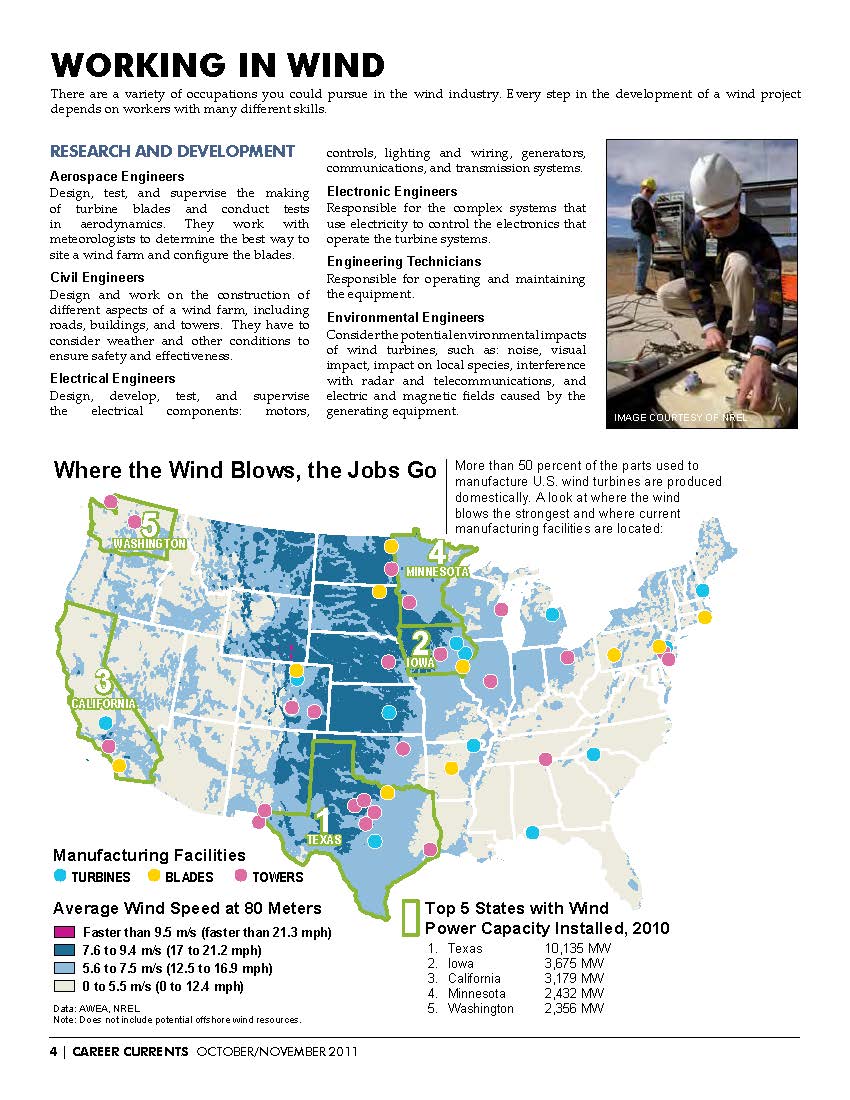 WORKING IN WIND
There are a variety of occupations you could pursue in the wind industry. Every step in the development of a wind project
depends on workers with many different skills.
RESEARCH AND DEVELOPMENT
Aerospace Engineers
Design, test, and supervise the making
of turbine blades and conduct tests
in aerodynamics. They work with
meteorologists to determine the best way to
site a wind farm and configure the blades.
Civil Engineers
Design and work on the construction of
different aspects of a wind farm, including
roads, buildings, and towers. They have to
consider weather and other conditions to
ensure safety and effectiveness.
Electrical Engineers
Design, develop, test, and supervise
the electrical components: motors,
controls, lighting and wiring, generators,
communications, and transmission systems.
Electronic Engineers
Responsible for the complex systems that
use electricity to control the electronics that
operate the turbine systems.
Engineering Technicians
Responsible for operating and maintaining
the equipment.
Environmental Engineers
Consider the potential environmental impacts
of wind turbines, such as: noise, visual
impact, impact on local species, interference
with radar and telecommunications, and
electric and magnetic fields caused by the
generating equipment.
IMAGE COURTESY OF NREL
Where the Wind Blows, the Jobs Go
More than 50 percent of the parts used to
manufacture U.S. wind turbines are produced
domestically. A look at where the wind
blows the strongest and where current
manufacturing facilities are located:
5
WASHINGTON
4
MINNESOTA
2
IOWA
3
CALIFORNIA
1
TEXAS
Manufacturing Facilities
TURBINES BLADES TOWERS
Average Wind Speed at 80 Meters
Faster than 9.5 m/s (faster than 21.3 mph)
7.6 to 9.4 m/s (17 to 21.2 mph)
5.6 to 7.5 m/s (12.5 to 16.9 mph)
0 to 5.5 m/s (0 to 12.4 mph)
Data: AWEA, NREL
Note: Does not include potential offshore wind resources.
Top 5 States with Wind
Power Capacity Installed, 2010
1. Texas 10,135 MW
2. Iowa 3,675 MW
3. California 3,179 MW
4. Minnesota 2,432 MW
5. Washington 2,356 MW
4 | CAREER CURRENTS OCTOBER/NOVEMBER 2011